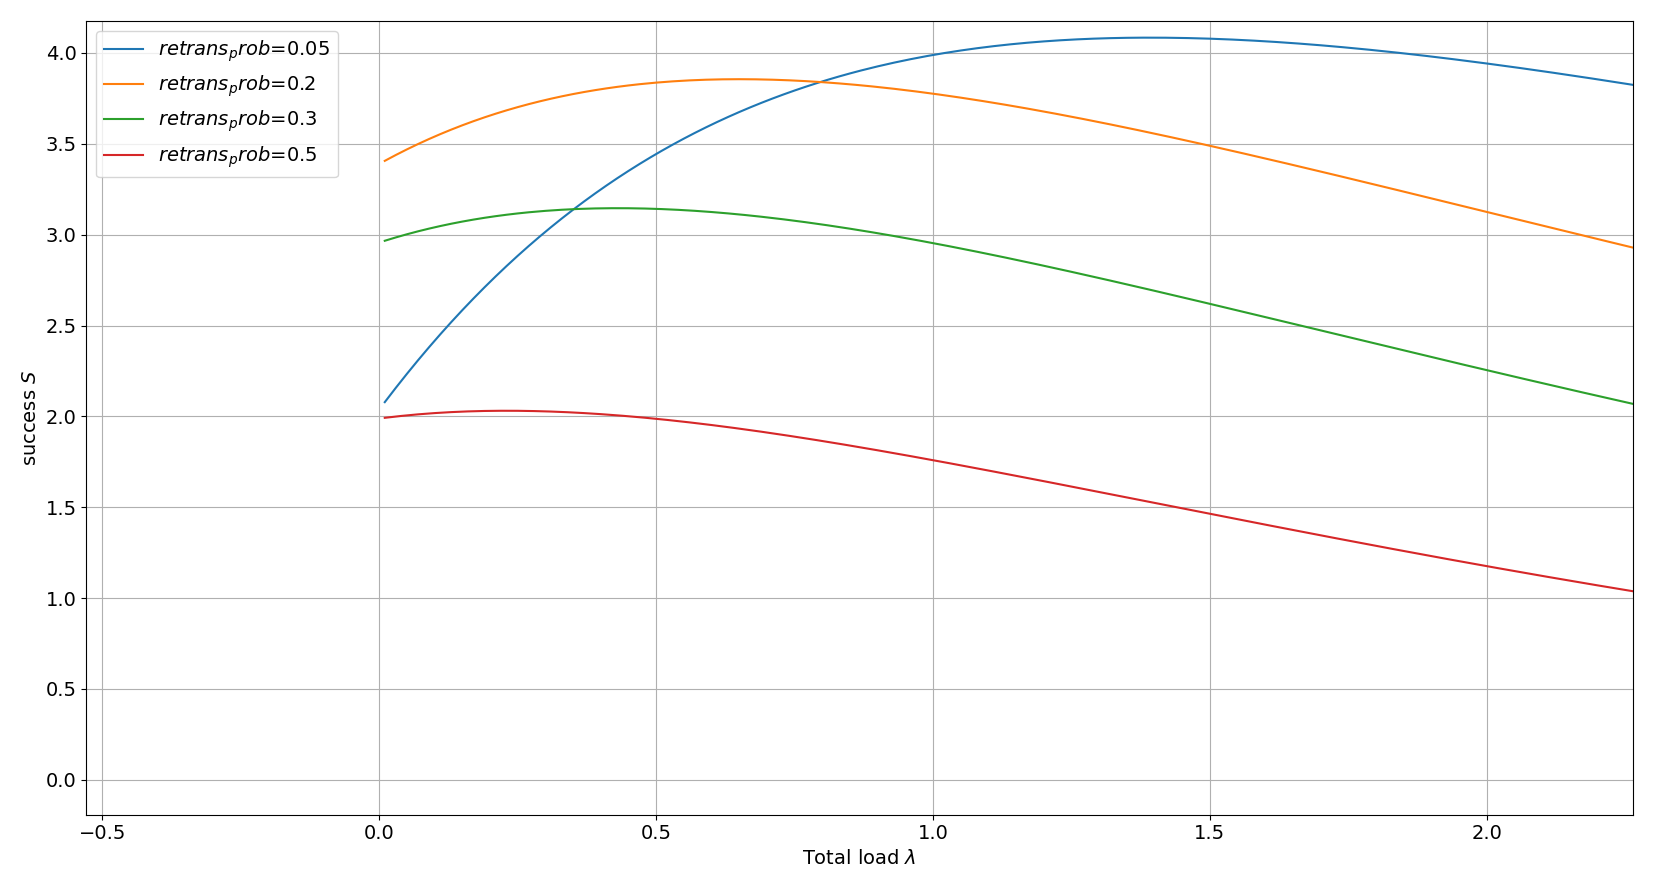 retrans_prob=0.05
retrans_prob=0.2
retrans_prob=0.3
retrans_prob=0.5
4.0
3.5
3.0
2.5
2.0
1.5
1.0
0.5
0.0
success S
−0.5 0.0 0.5 1.0 1.5 2.0
Total load λ